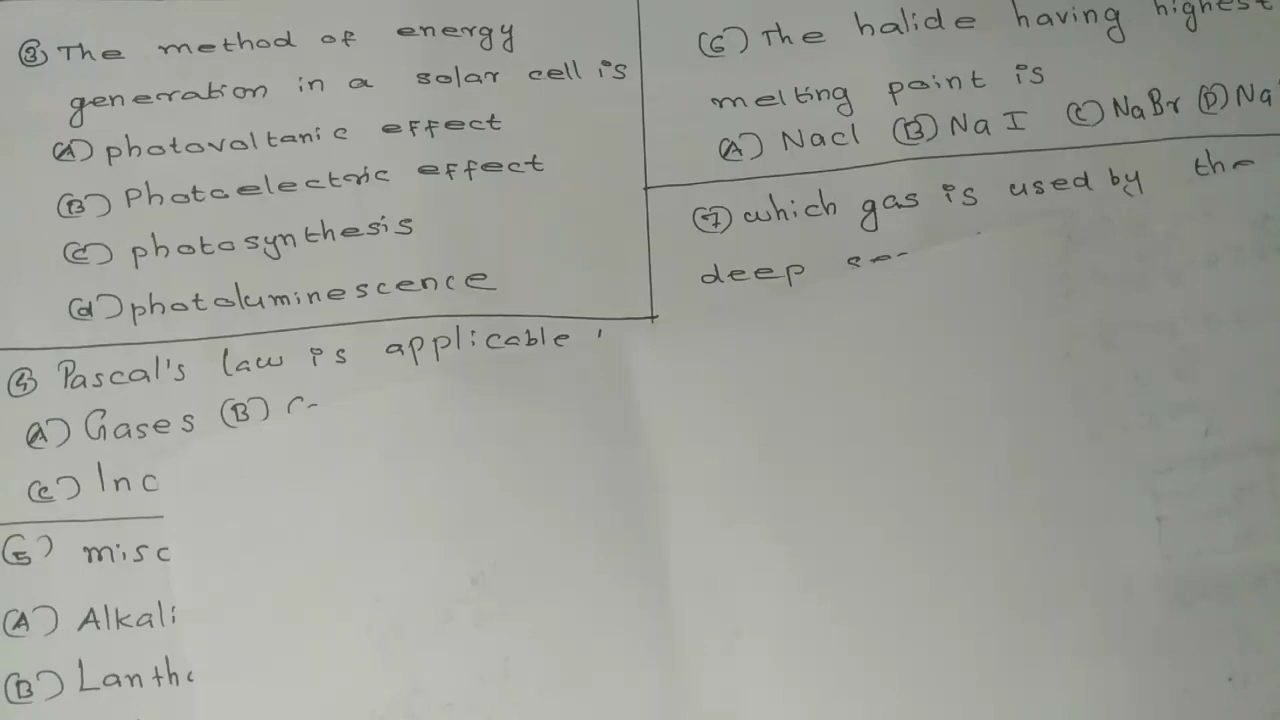 (3) The method of energy
generation in a solar cell is
(A) photovoltanic effect
(B) Photoelectric effect
(C) photosynthesis
(d) photoluminescence
(4) Pascal's law is applicable
(A) Gases (B)
(C) Inc
(5) misc
(A) Alkali
(B) Lantha
(6) The halide having highest
melting point is
(A) Nacl (B) NaI (C) NaBr (D) Na
(7) which gas is used by the
deep